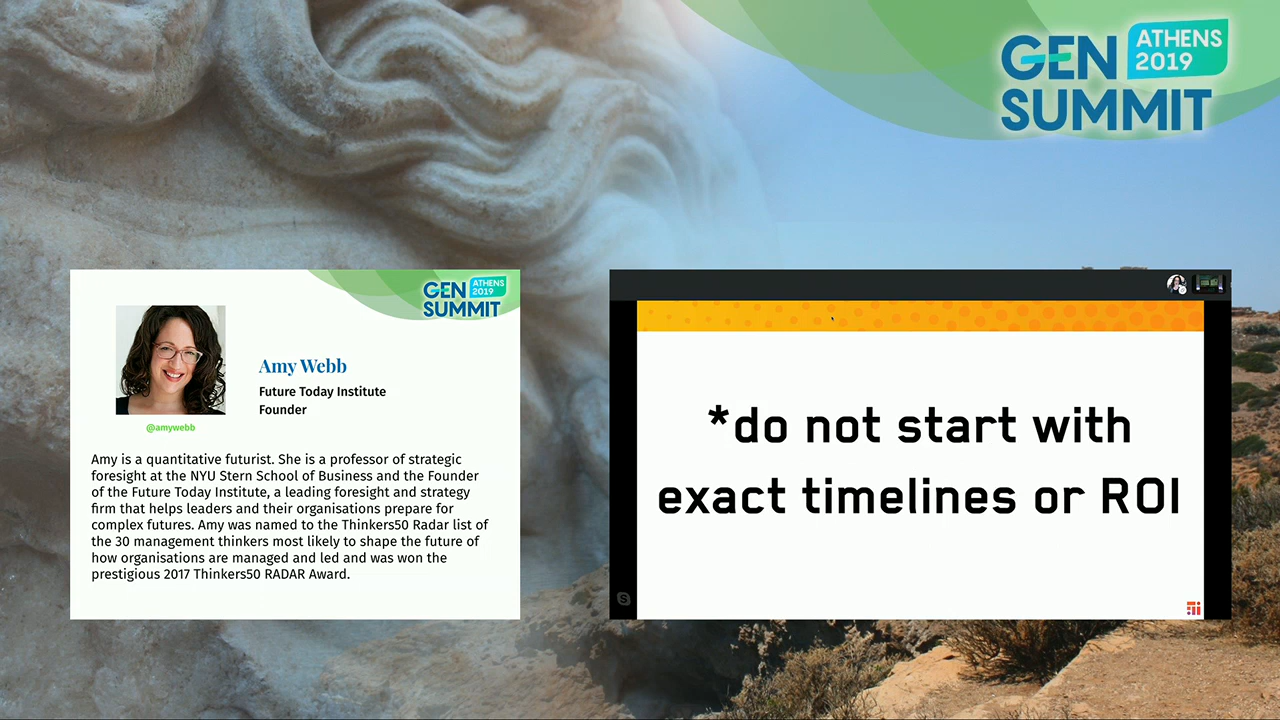 GEN
ATHENS
2019
SUMMIT
GEN
ATHENS
2019
SUMMIT
Amy Webb
Future Today Institute
Founder
@amywebb
Amy is a quantitative futurist. She is a professor of strategic
foresight at the NYU Stern School of Business and the Founder
of the Future Today Institute, a leading foresight and strategy
firm that helps leaders and their organisations prepare for
complex futures. Amy was named to the Thinkers50 Radar list of
the 30 management thinkers most likely to shape the future of
how organisations are managed and led and was won the
prestigious 2017 Thinkers50 RADAR Award.
*do not start with
exact timelines or ROI